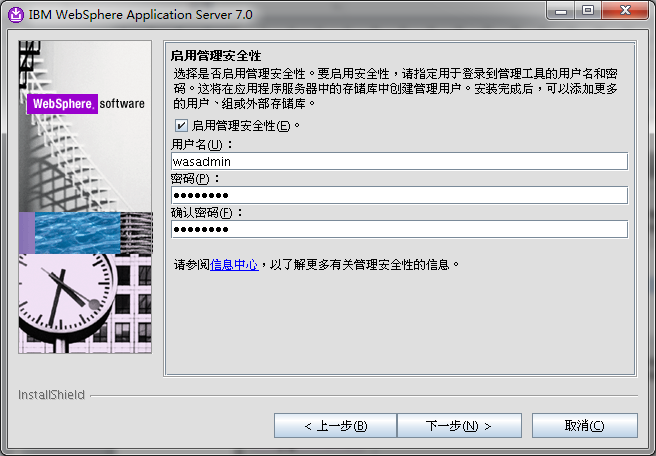 IBM WebSphere Application Server 7.0
WebSphere. software
启用管理安全性
选择是否启用管理安全性。要启用安全性，请指定用于登录到管理工具的用户名和密
码。这将在应用程序服务器中的存储库中创建管理用户。安装完成后，可以添加更多
的用户、组或外部存储库。
启用管理安全性(E)。
用户名(U)：
wasadmin
密码(P)：
●●●●●●●●
确认密码(F)：
●●●●●●●●
请参阅信息中心，以了解更多有关管理安全性的信息。
InstallShield
< 上一步(B) 下一步(N) > 取消(C)